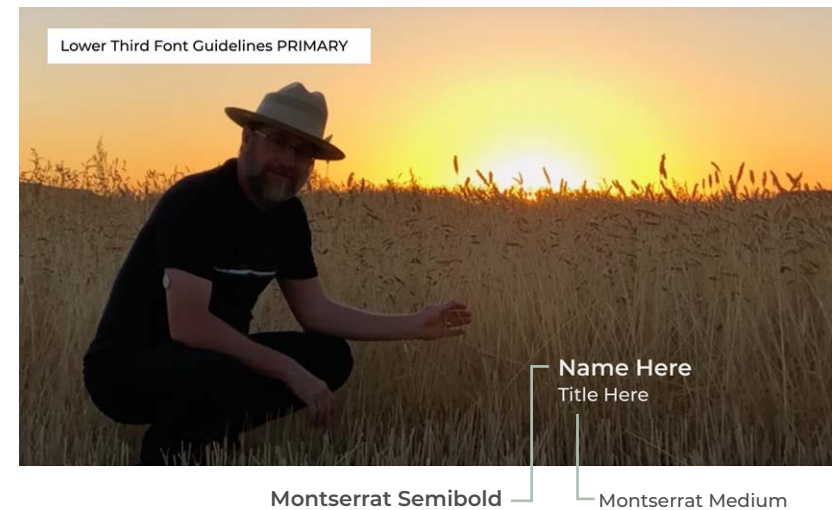 Lower Third Font Guidelines PRIMARY
Name Here
Title Here
Montserrat Semibold
Montserrat Medium